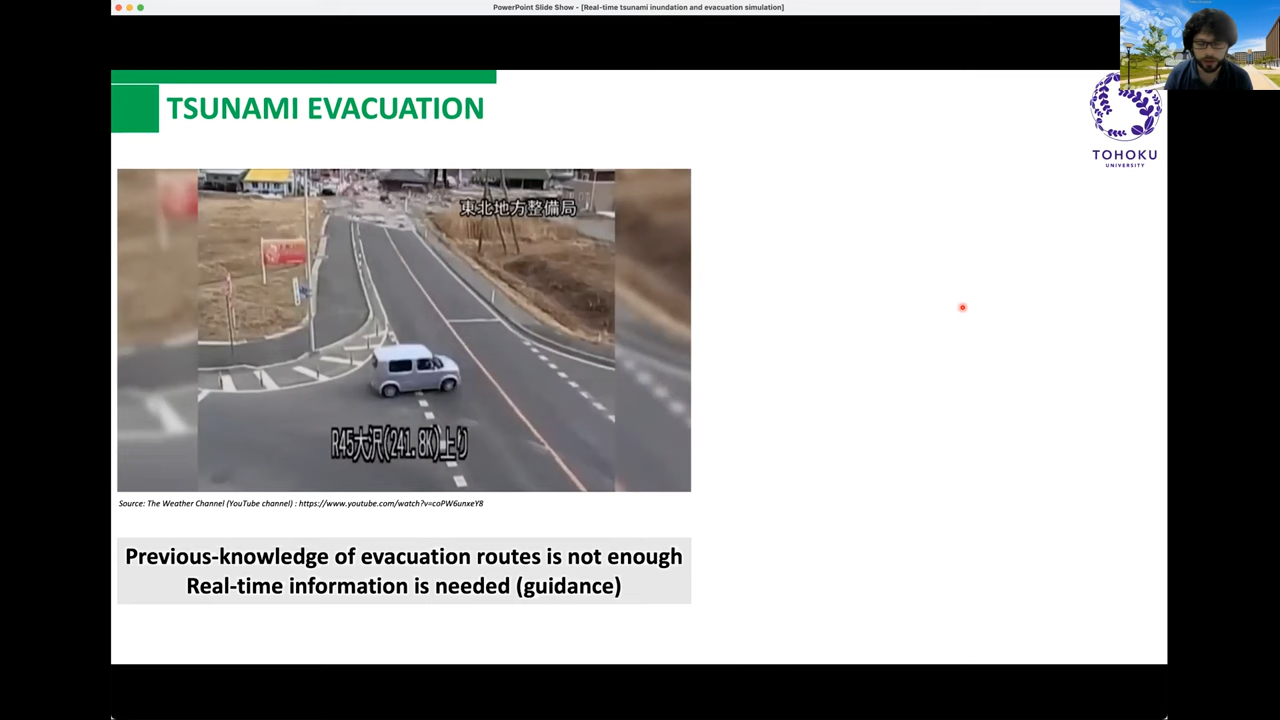 PowerPoint Slide Show - [Real-time tsunami inundation and evacuation simulation]
TSUNAMI EVACUATION
TOHOKU
UNIVERSITY
東北地方整備局
R45大沢(241.8K)上り
Source: The Weather Channel (YouTube channel) : https://www.youtube.com/watch?v=coPW6unxeY8
Previous-knowledge of evacuation routes is not enough
Real-time information is needed (guidance)